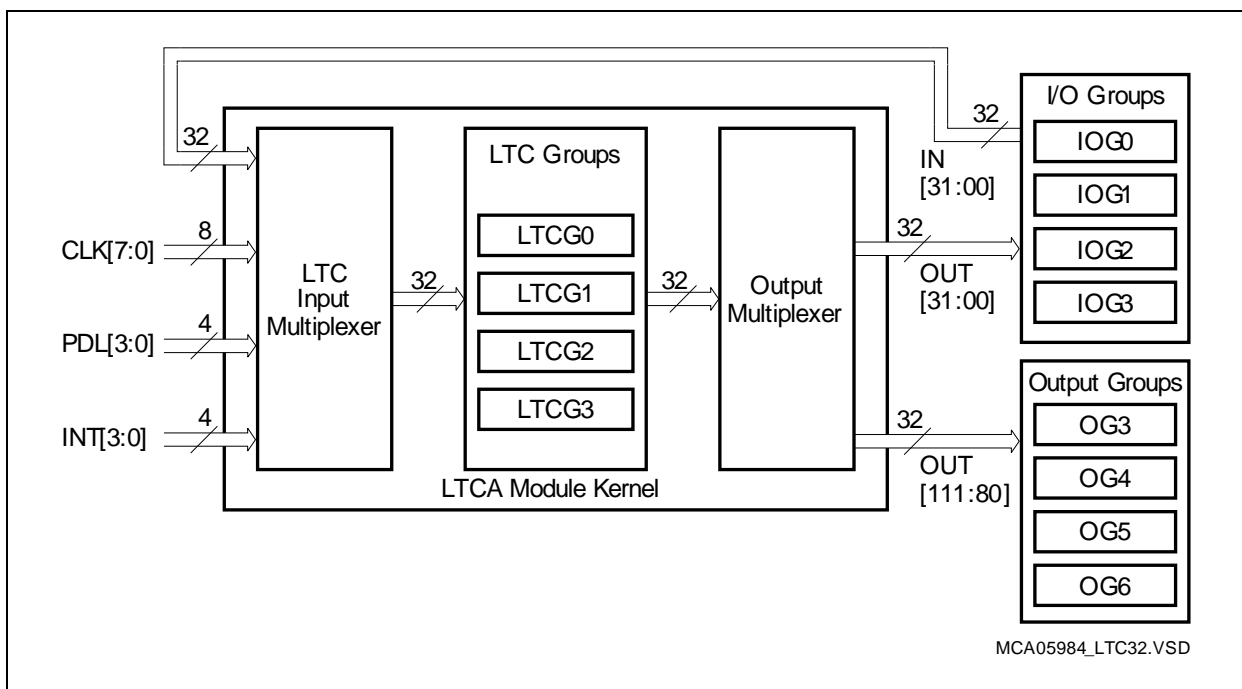 32
CLK[7:0]
8
PDL[3:0]
4
INT[3:0]
4
LTC
Input
Multiplexer
32
LTC Groups
LTCG0
LTCG1
LTCG2
LTCG3
32
Output
Multiplexer
LTCA Module Kernel
32
IN
[31:00]
32
OUT
[31:00]
32
OUT
[111:80]
I/O Groups
IOG0
IOG1
IOG2
IOG3
Output Groups
OG3
OG4
OG5
OG6
MCA05984_LTC32.VSD